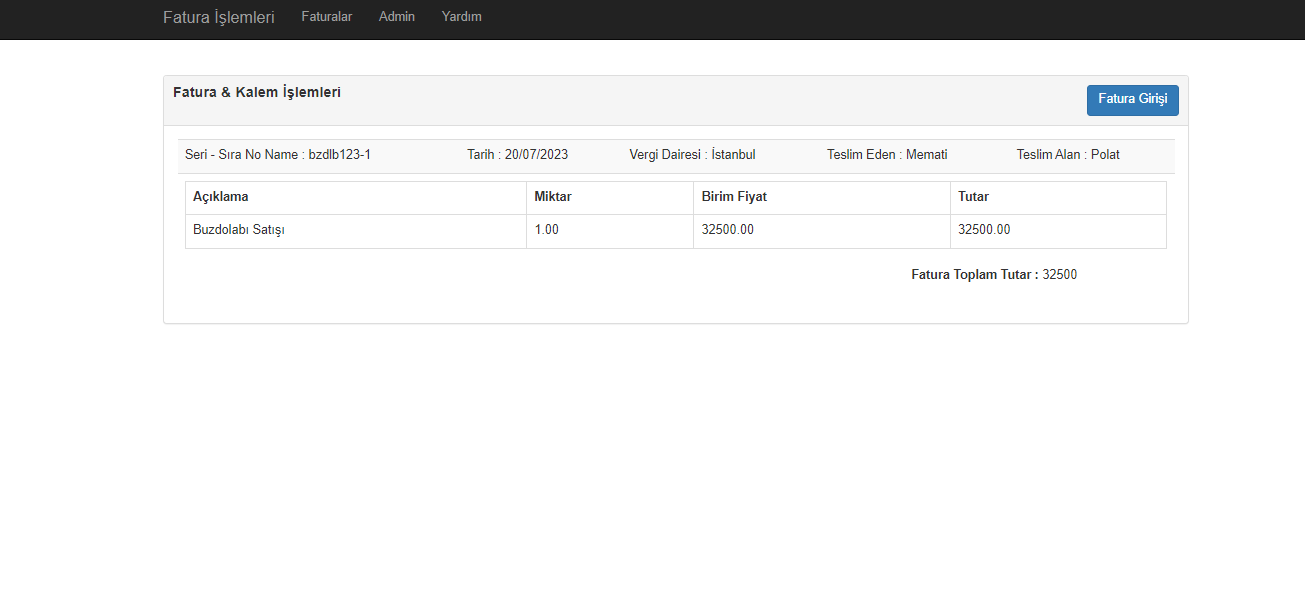 Fatura İşlemleri Faturalar Admin Yardım
Fatura & Kalem İşlemleri
Fatura Girişi
Seri - Sıra No Name : bzdlb123-1 Tarih : 20/07/2023 Vergi Dairesi : İstanbul Teslim Eden : Memati Teslim Alan : Polat
Açıklama Miktar Birim Fiyat Tutar
Buzdolabı Satışı 1.00 32500.00 32500.00
Fatura Toplam Tutar : 32500